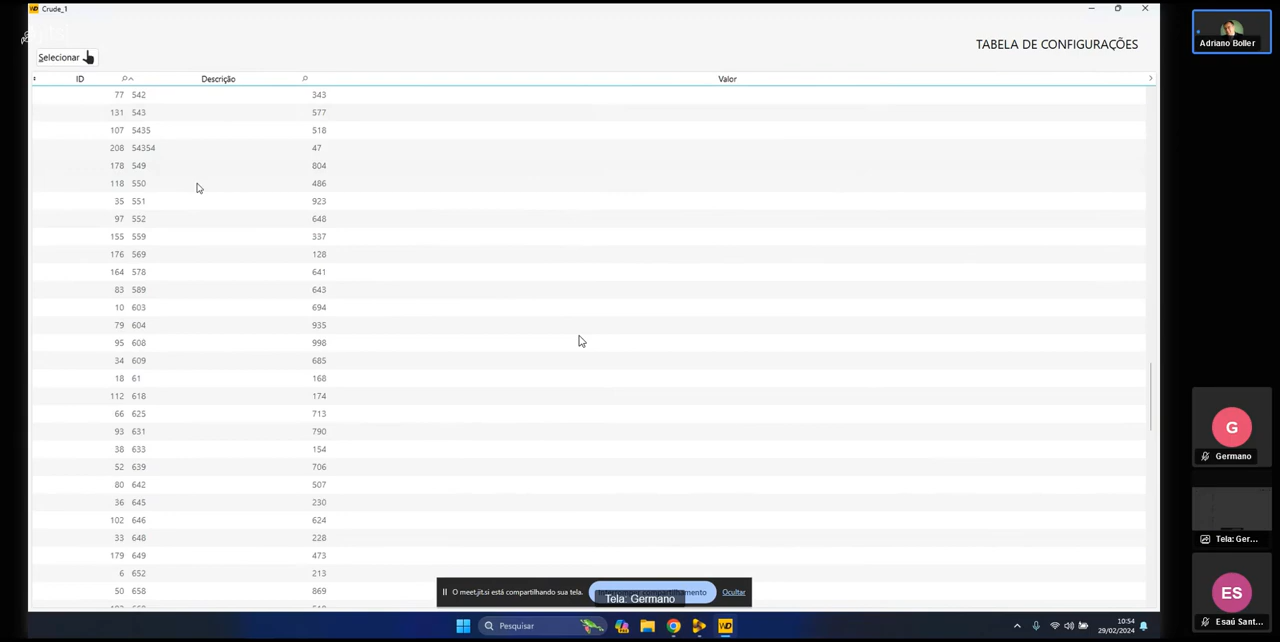 Crude_1
Selecionar
TABELA DE CONFIGURAÇÕES
ID Descrição Valor
77 542 343
131 543 577
107 5435 518
208 54354 47
178 549 804
118 550 486
35 551 923
97 552 648
155 559 337
176 569 128
164 578 641
83 589 643
10 603 694
79 604 935
95 608 998
34 609 685
18 61 168
112 618 174
66 625 713
93 631 790
38 633 154
52 639 706
80 642 507
36 645 230
102 646 624
33 648 228
179 649 473
6 652 213
50 658 869
O meet.jit.si está compartilhando sua tela.
compartilhamento
Ocultar
Tela: Germano
Pesquisar
WD
10:54
29/02/2024
Adriano Boller
G
Germano
Tela: Ger...
ES
Esaú Sant...